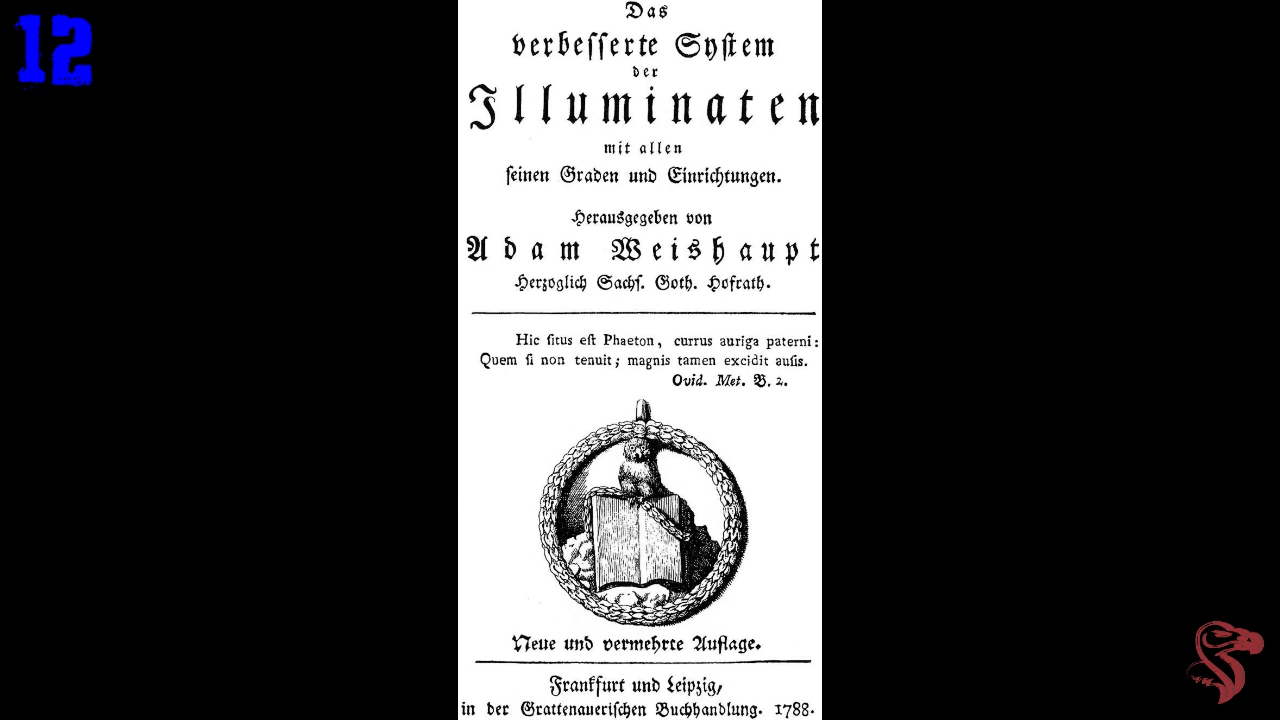 12
Das
verbesserte System
der
Illuminaten
mit allen
seinen Graden und Einrichtungen.
Herausgegeben von
Adam Weishaupt
Herzoglich Sachs. Goth. Hofrath.
Hic situs est Phaeton, currus auriga paterni:
Quem si non tenuit; magnis tamen excidit ausis.
Ovid. Met. B. 2.
Neue und vermehrte Auflage.
Frankfurt und Leipzig,
in der Grattenauerischen Buchhandlung. 1788.